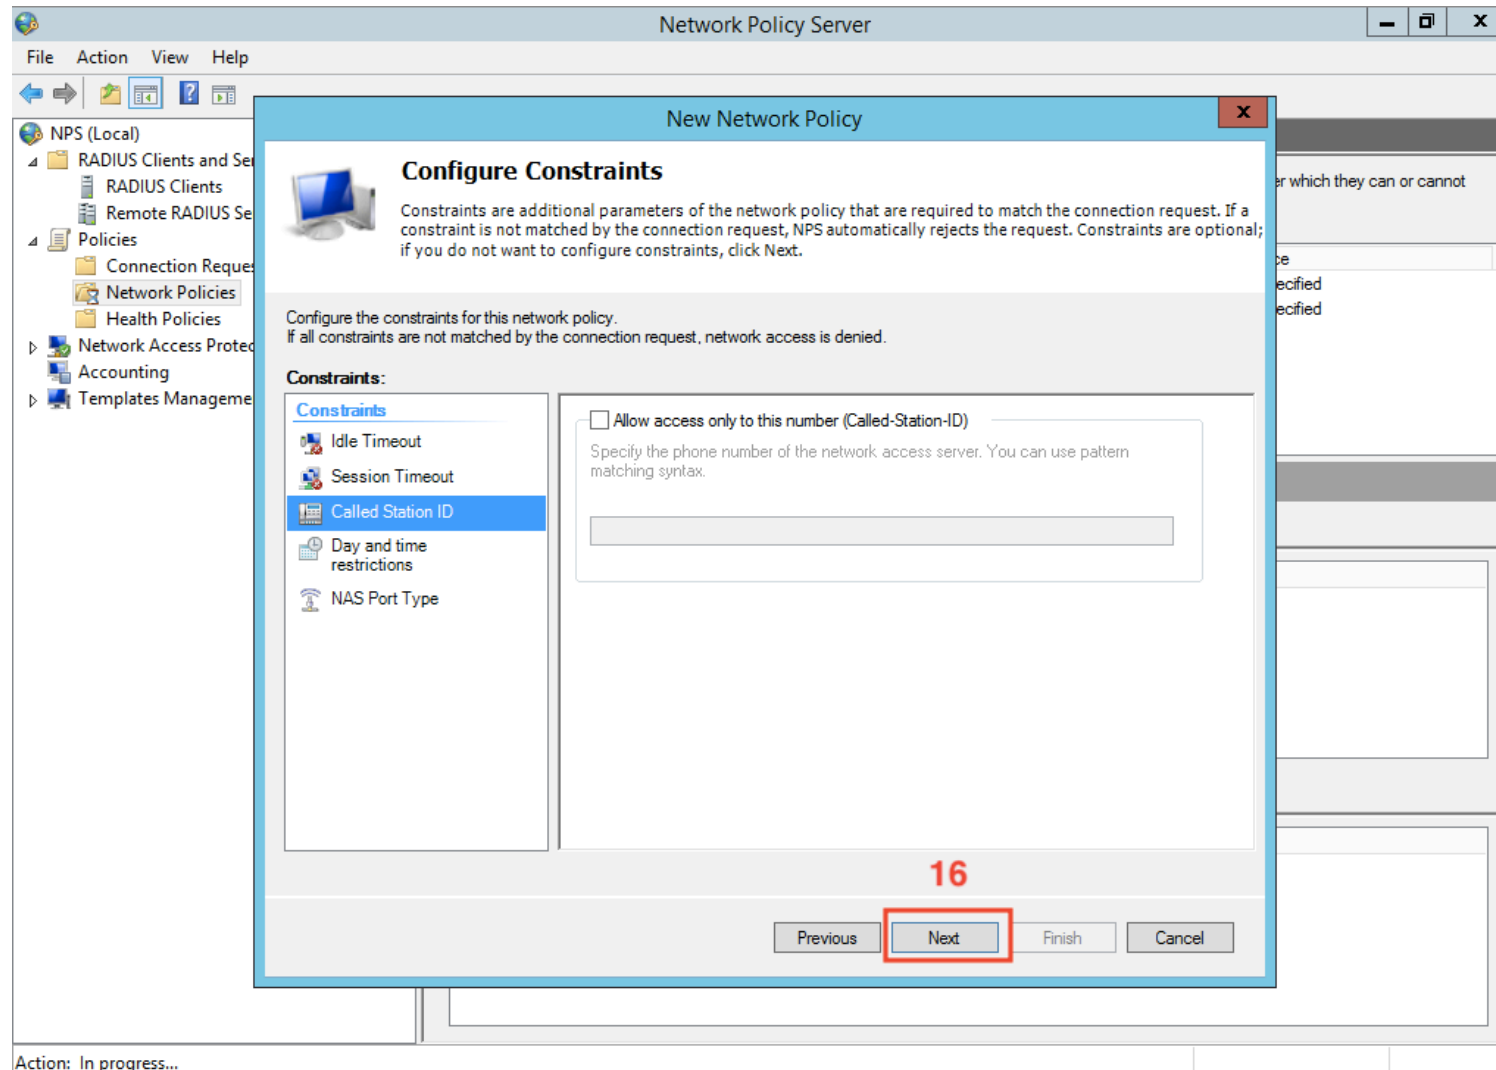 Network Policy Server
File Action View Help
NPS (Local)
RADIUS Clients and Ser
RADIUS Clients
Remote RADIUS Se
Policies
Connection Reques
Network Policies
Health Policies
Network Access Protec
Accounting
Templates Manageme
New Network Policy
Configure Constraints
Constraints are additional parameters of the network policy that are required to match the connection request. If a
constraint is not matched by the connection request, NPS automatically rejects the request. Constraints are optional;
if you do not want to configure constraints, click Next.
Configure the constraints for this network policy.
If all constraints are not matched by the connection request, network access is denied.
Constraints:
Constraints
Idle Timeout
Session Timeout
Called Station ID
Day and time
restrictions
NAS Port Type
Allow access only to this number (Called-Station-ID)
Specify the phone number of the network access server. You can use pattern
matching syntax.
16
Previous Next Finish Cancel
er which they can or cannot
ce
ecified
ecified
Action: In progress...